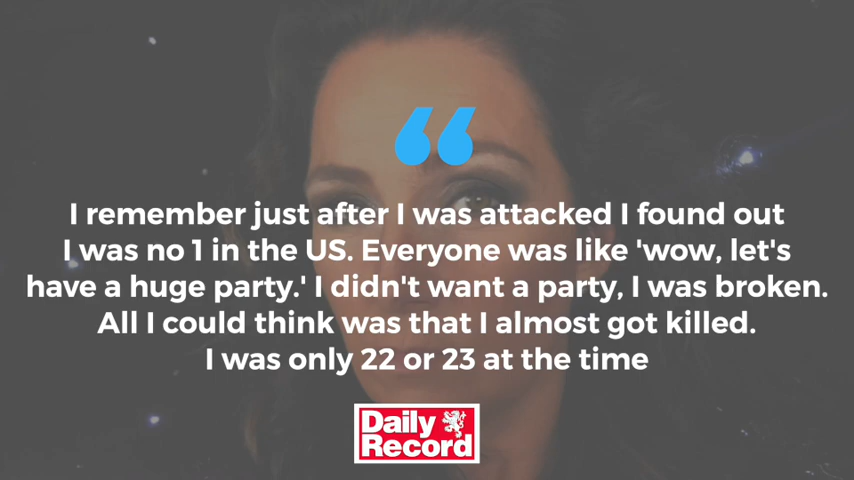 “
I remember just after I was attacked I found out
I was no 1 in the US. Everyone was like 'wow, let's
have a huge party.' I didn't want a party, I was broken.
All I could think was that I almost got killed.
I was only 22 or 23 at the time
Daily
Record